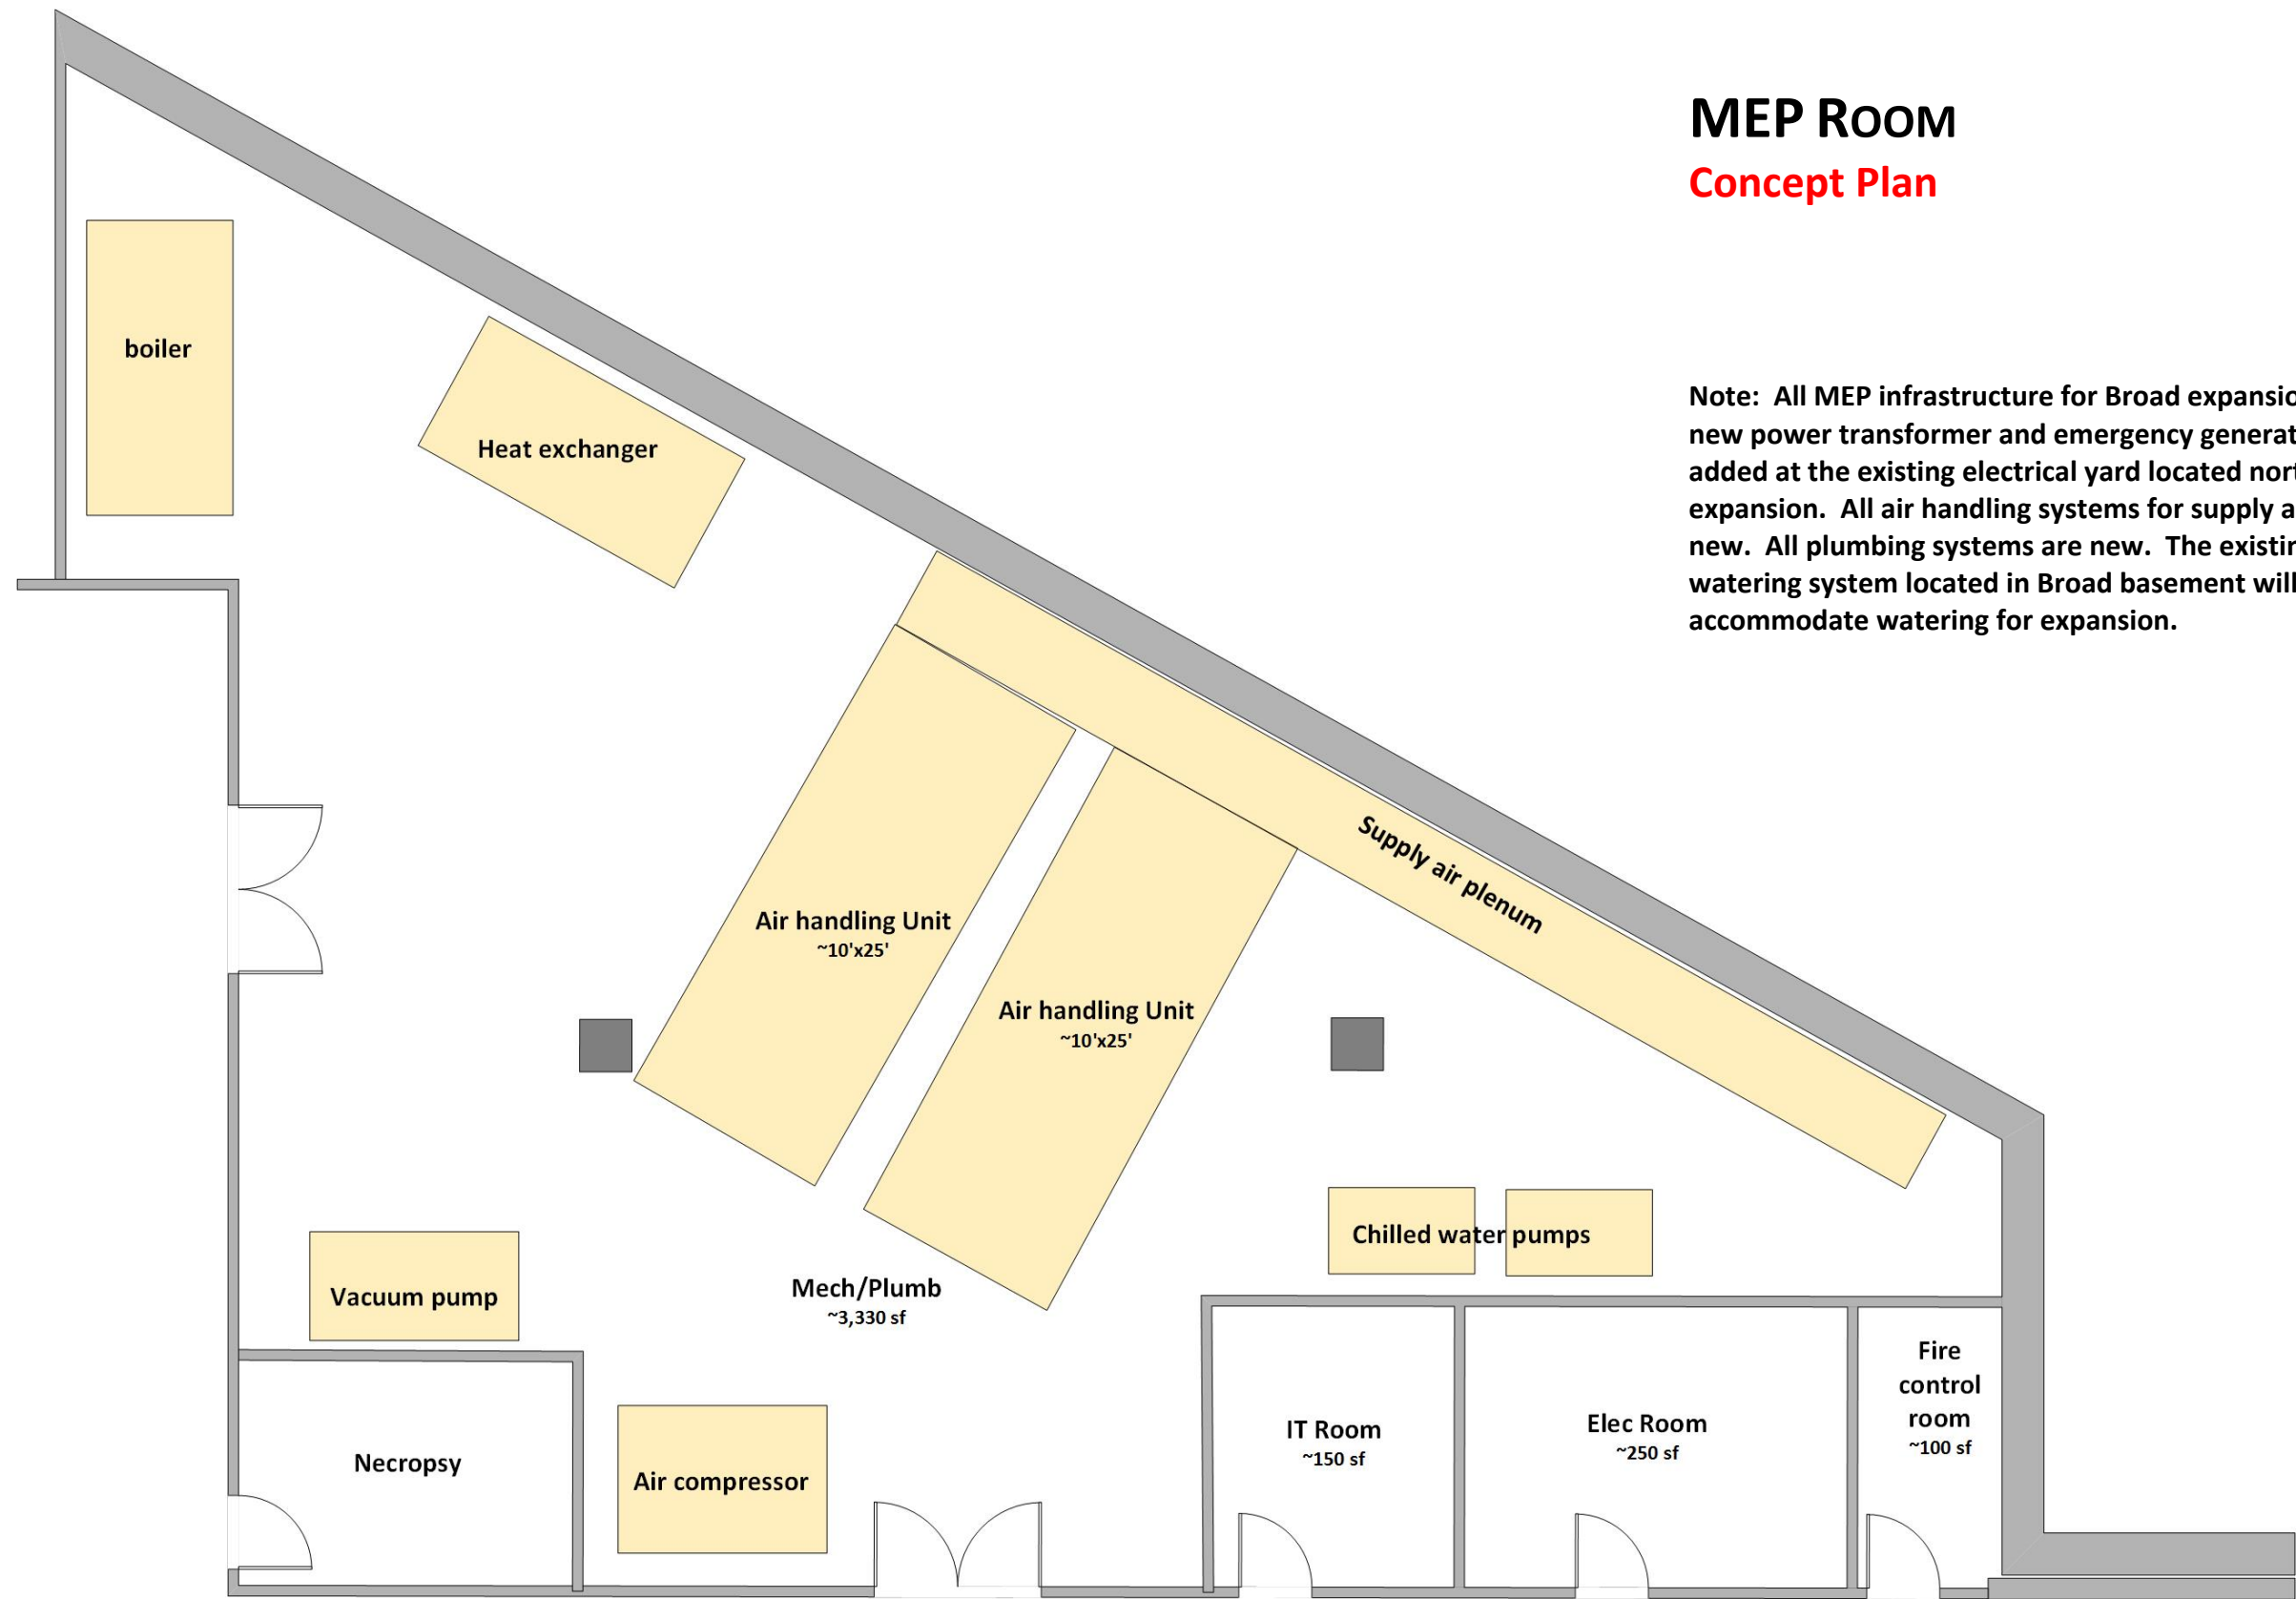 MEP ROOM
Concept Plan
Note: All MEP infrastructure for Broad
new power transformer and emergency
added at the existing electrical yard located
expansion. All air handling systems for supply
new. All plumbing systems are new. The
watering system located in Broad basement will
accommodate watering for expansion.
boiler
Heat exchanger
Supply air plenum
Air handling Unit
~10'x25'
Air handling Unit
~10'x25'
Chilled water pumps
Vacuum pump
Mech/Plumb
~3,330 sf
Necropsy
Air compressor
IT Room
~150 sf
Elec Room
~250 sf
Fire
control
room
~100 sf